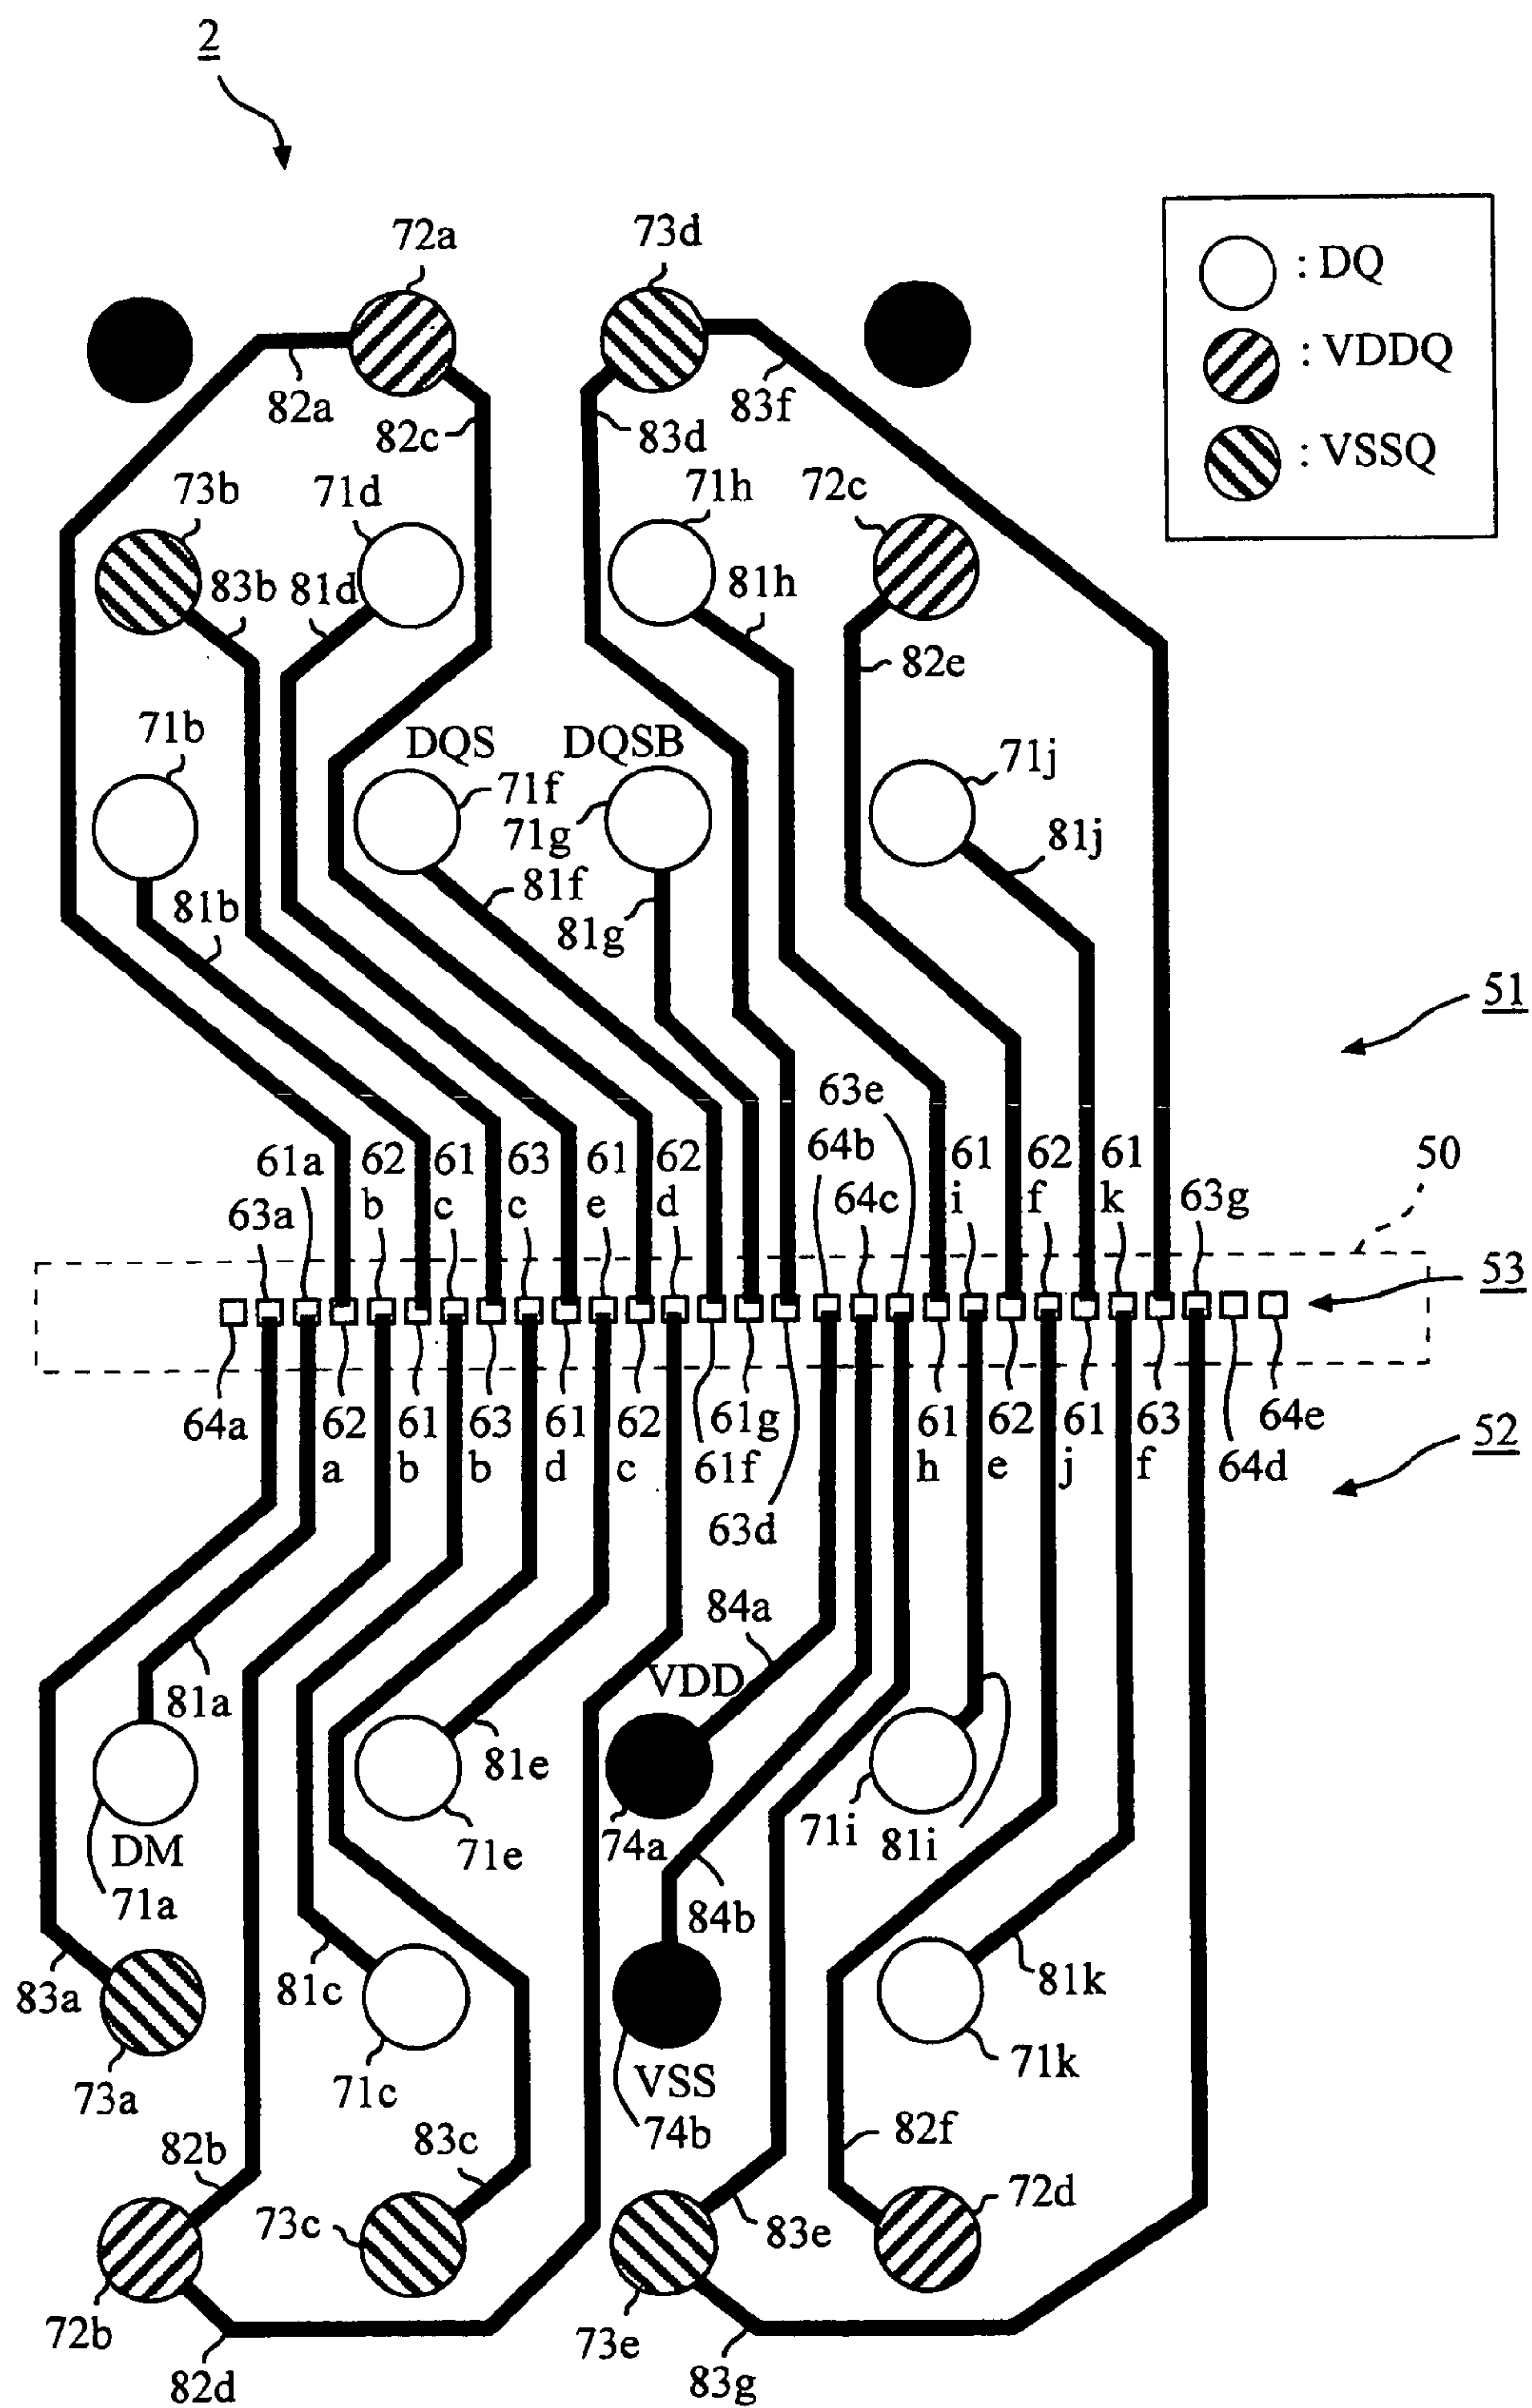 2
72a
73d
: DQ
: VDDQ
: VSSQ
82a
82c
83d
83f
73b
71d
71h
72c
83b
81d
81h
82e
71b
DQS
DQSB
71j
71f
71g
81b
81f
81g
81j
51
63e
64b
61a
62
b
61
c
63
c
61
e
62
d
64c
61
i
62
f
61
k
50
63a
63g
53
64a
62
a
61
b
63
b
61
d
62
c
61g
61f
61
h
62
e
61
j
63
f
64e
64d
52
63d
84a
VDD
81a
81e
71i
81i
74a
DM
71e
71a
84b
83a
81c
81k
73a
71c
VSS
71k
74b
82b
83c
82f
73c
72d
83e
72b
73e
82d
83g